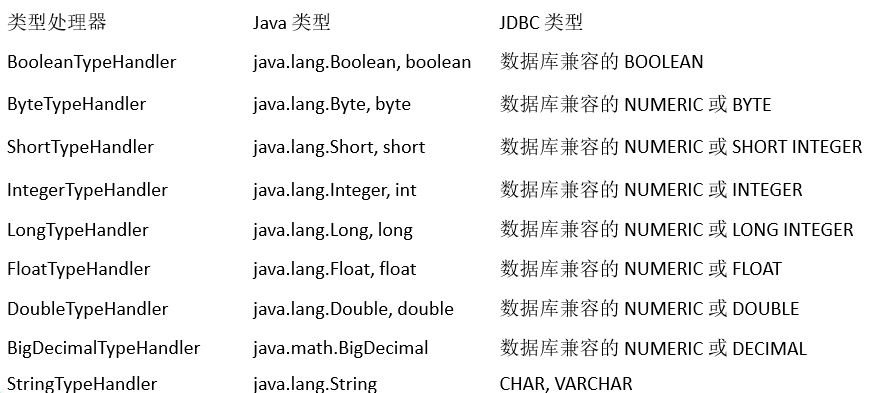 类型处理器 Java 类型 JDBC 类型
BooleanTypeHandler java.lang.Boolean, boolean 数据库兼容的 BOOLEAN
ByteTypeHandler java.lang.Byte, byte 数据库兼容的 NUMERIC 或 BYTE
ShortTypeHandler java.lang.Short, short 数据库兼容的 NUMERIC 或 SHORT INTEGER
IntegerTypeHandler java.lang.Integer, int 数据库兼容的 NUMERIC 或 INTEGER
LongTypeHandler java.lang.Long, long 数据库兼容的 NUMERIC 或 LONG INTEGER
FloatTypeHandler java.lang.Float, float 数据库兼容的 NUMERIC 或 FLOAT
DoubleTypeHandler java.lang.Double, double 数据库兼容的 NUMERIC 或 DOUBLE
BigDecimalTypeHandler java.math.BigDecimal 数据库兼容的 NUMERIC 或 DECIMAL
StringTypeHandler java.lang.String CHAR, VARCHAR